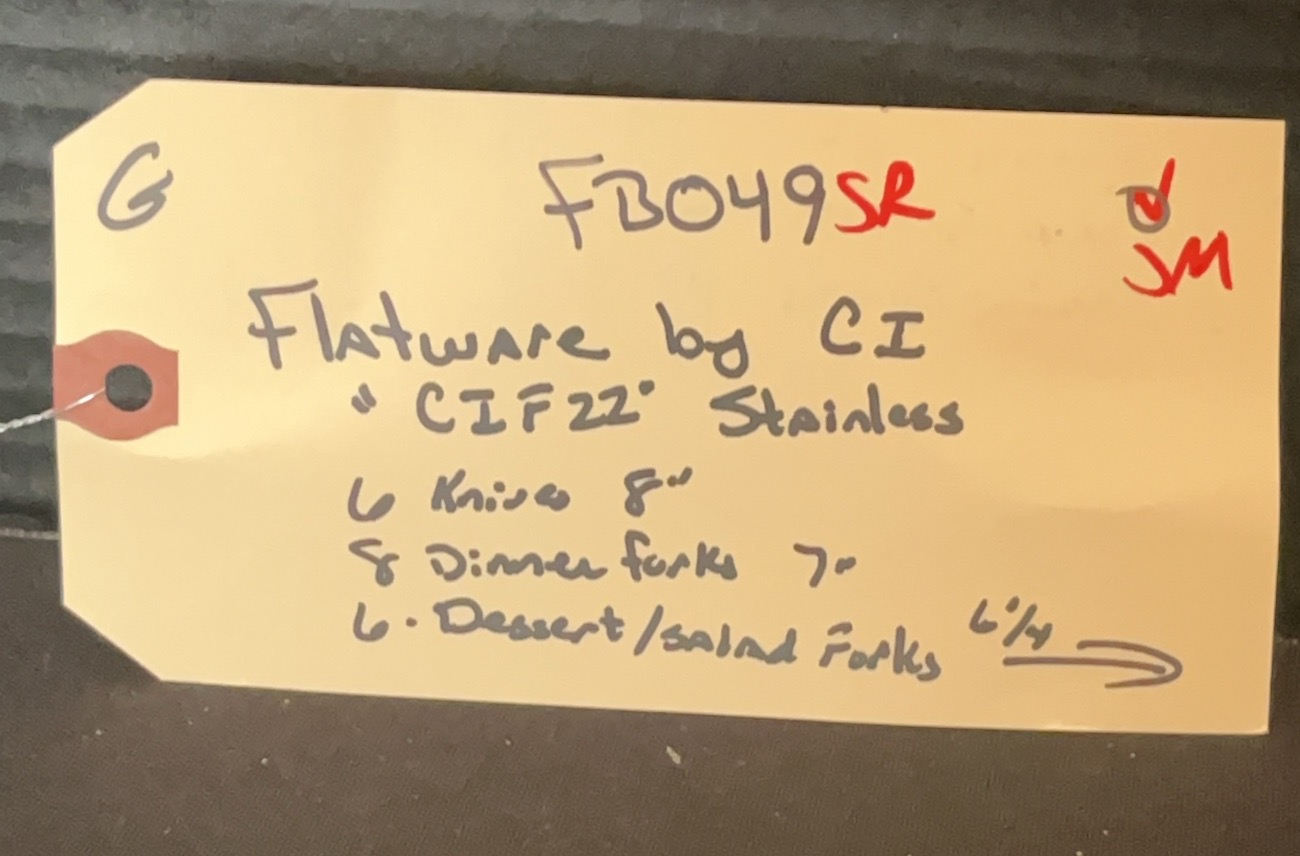 G FB049SR
JM
Flatware by CI
"CIF22" Stainless
6 Knives 8"
8 Dinner forks 7"
6. Dessert/salad Forks 6 1/4